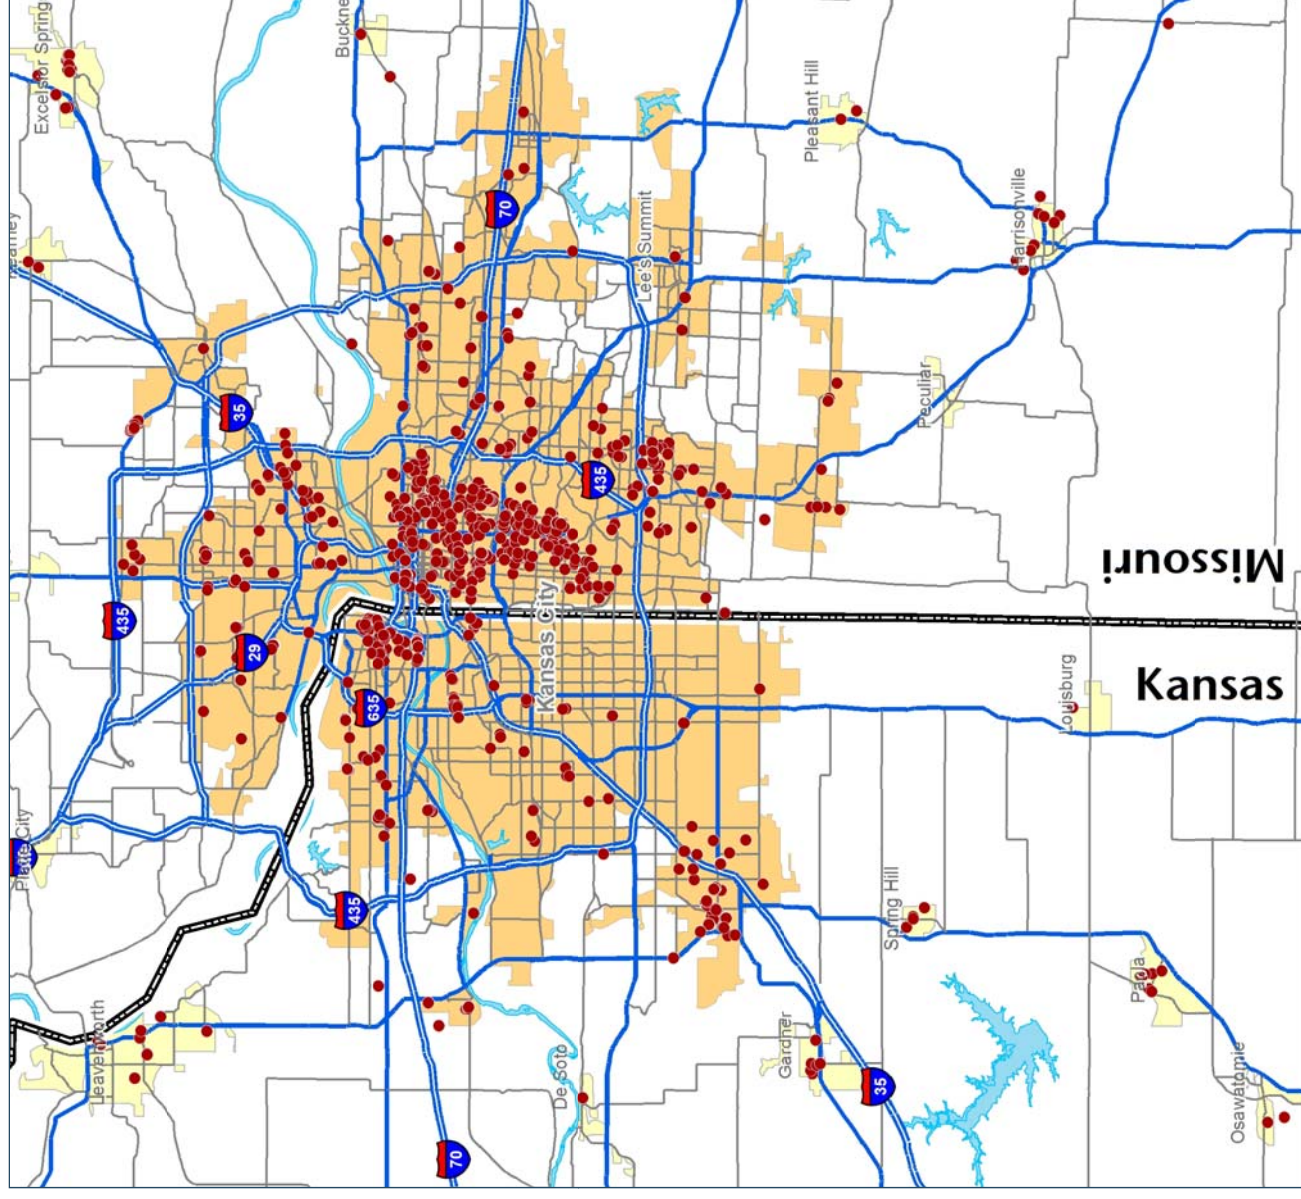 Excelsior Spring
Buckne
Pleasant Hill
earney
70
Lee's Summit
Harrisonville
35
Peculiar
435
Missouri
435
29
Kansas City
635
Kansas
Louisburg
Platte City
435
Spring Hill
Leavenworth
Paola
De Soto
Gardner
35
Osawatomie
70